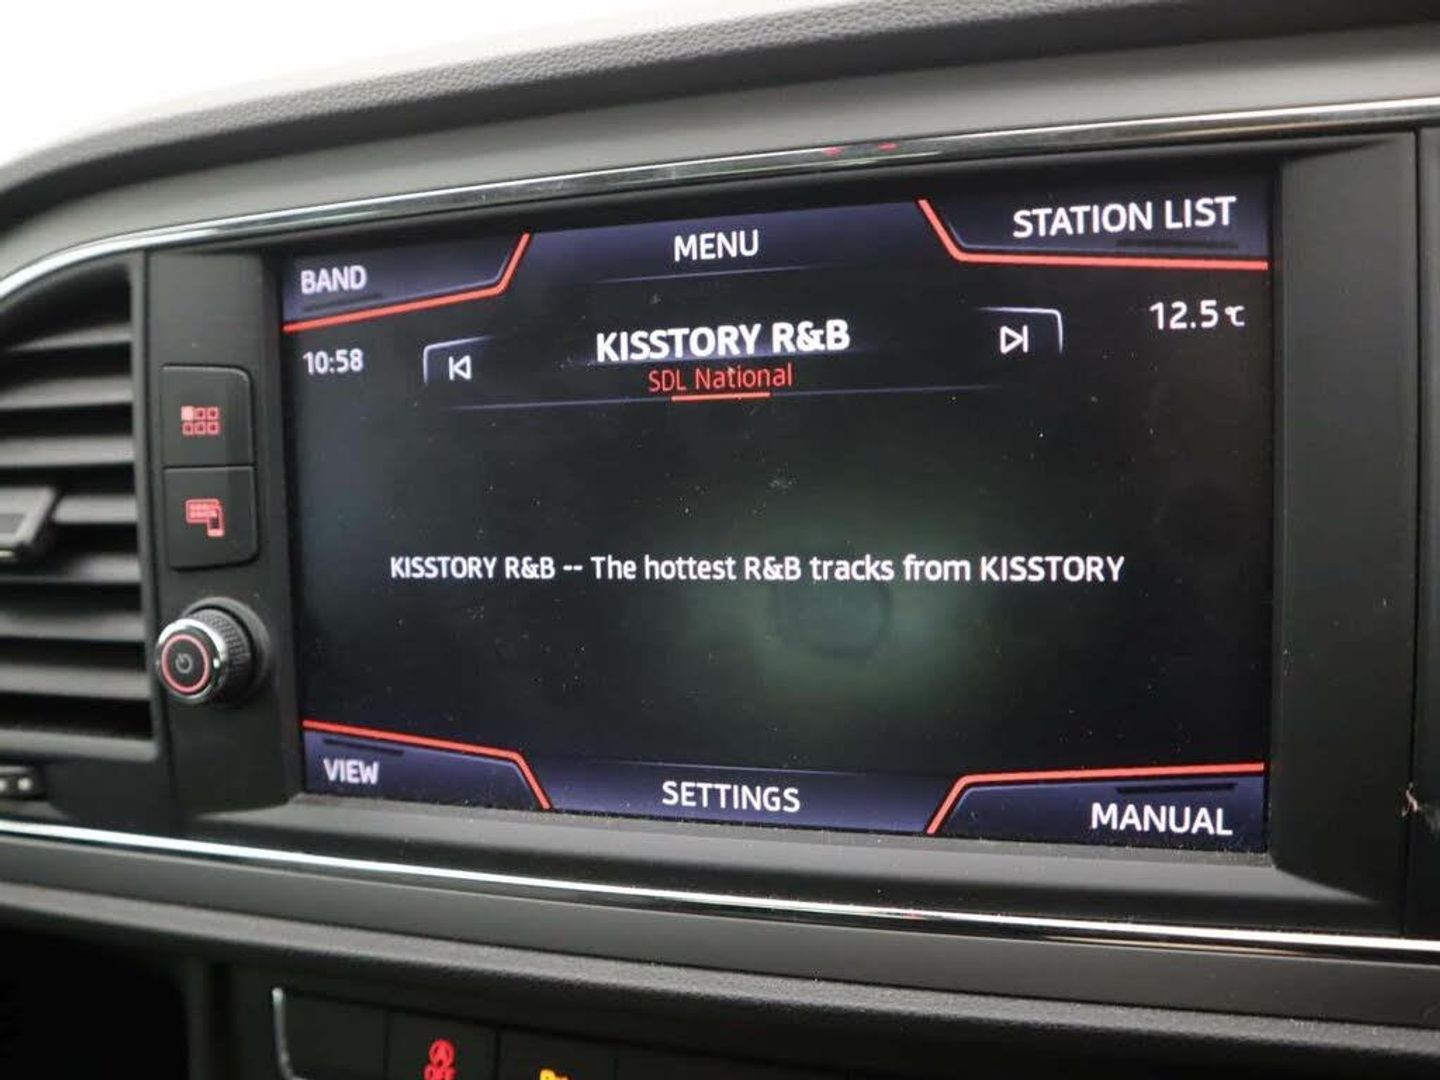 BAND
MENU
STATION LIST
10:58
KISSTORY R&B
12.5℃
SDL National
KISSTORY R&B -- The hottest R&B tracks from KISSTORY
VIEW
SETTINGS
MANUAL
OFF